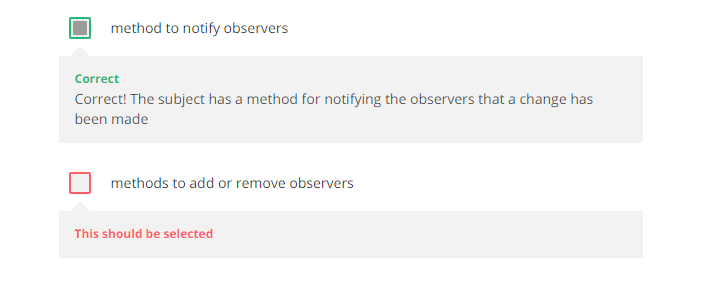 method to notify observers
Correct
Correct! The subject has a method for notifying the observers that a change has
been made
methods to add or remove observers
This should be selected